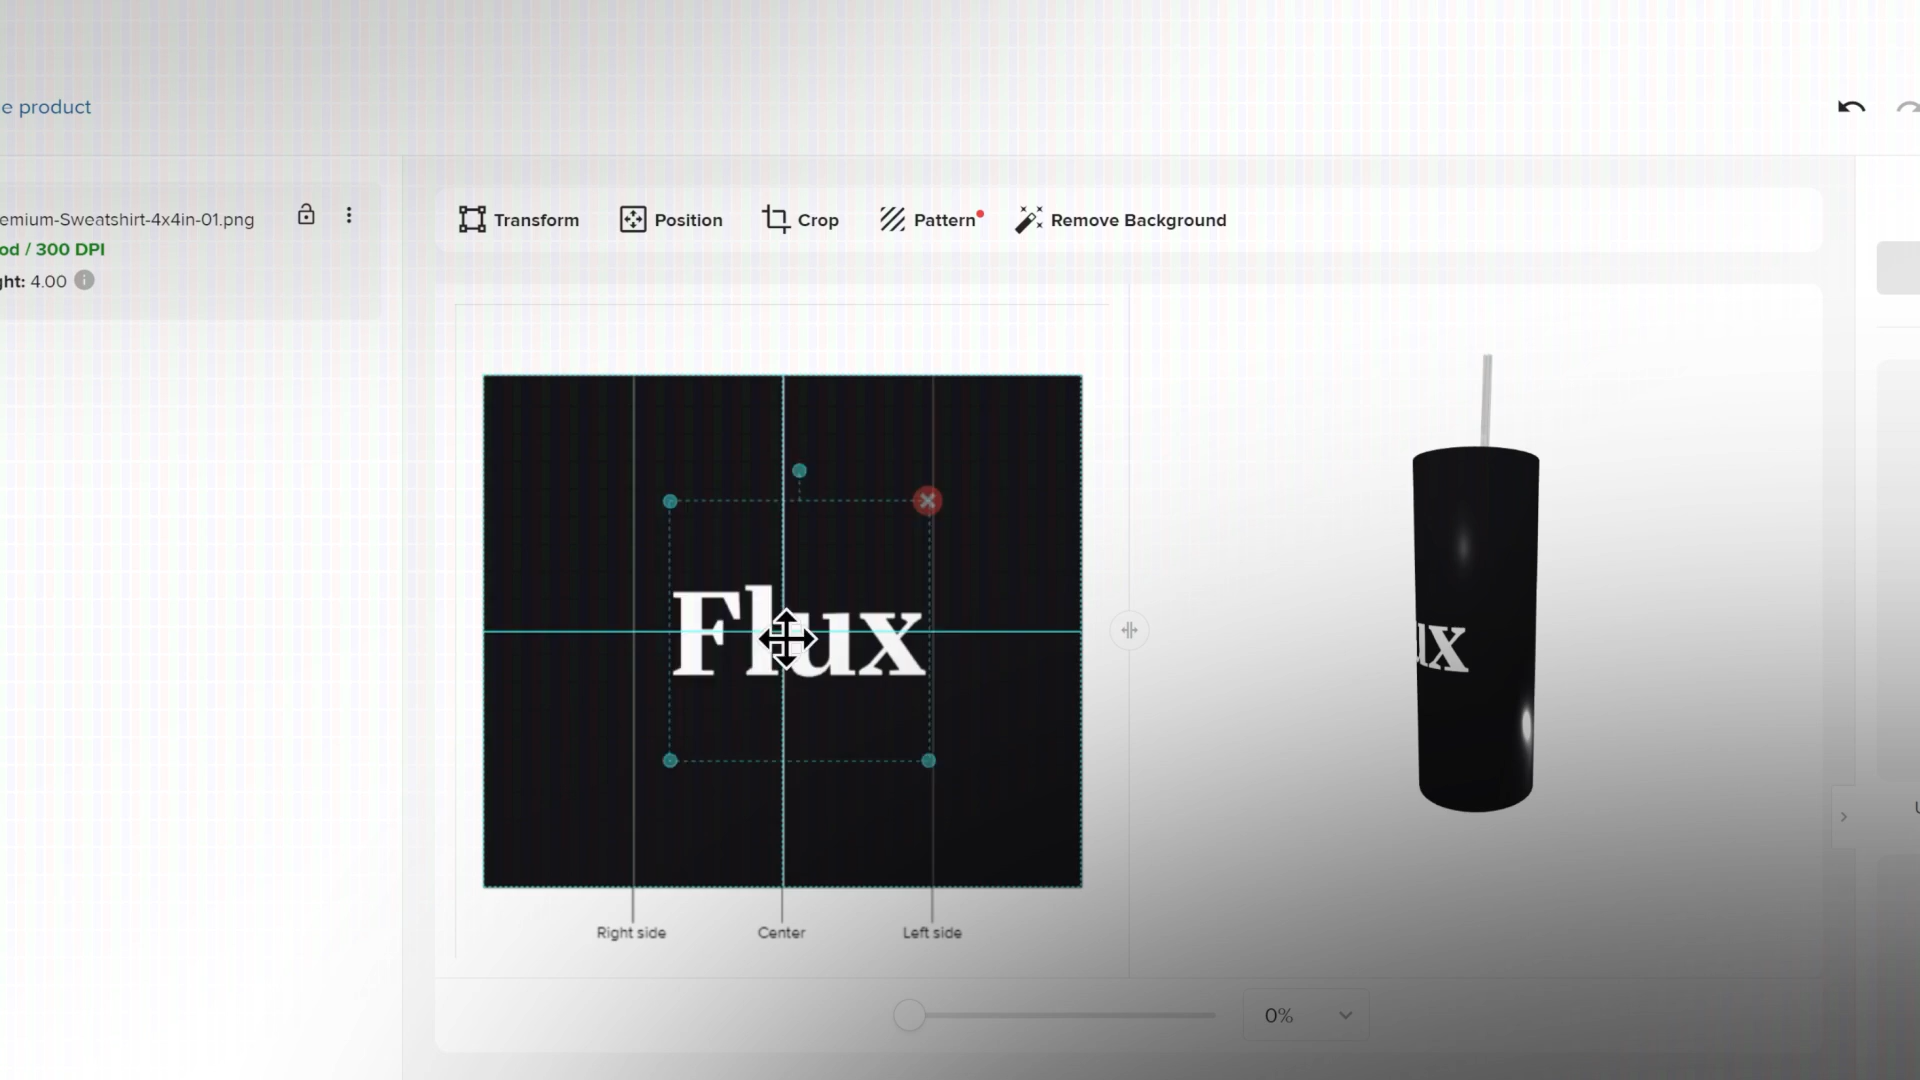 e product
emium-Sweatshirt-4x4in-01.png
od / 300 DPI
ght: 4.00
Transform
Position
Crop
Pattern
Remove Background
Flux
ux
Right side
Center
Left side
0%